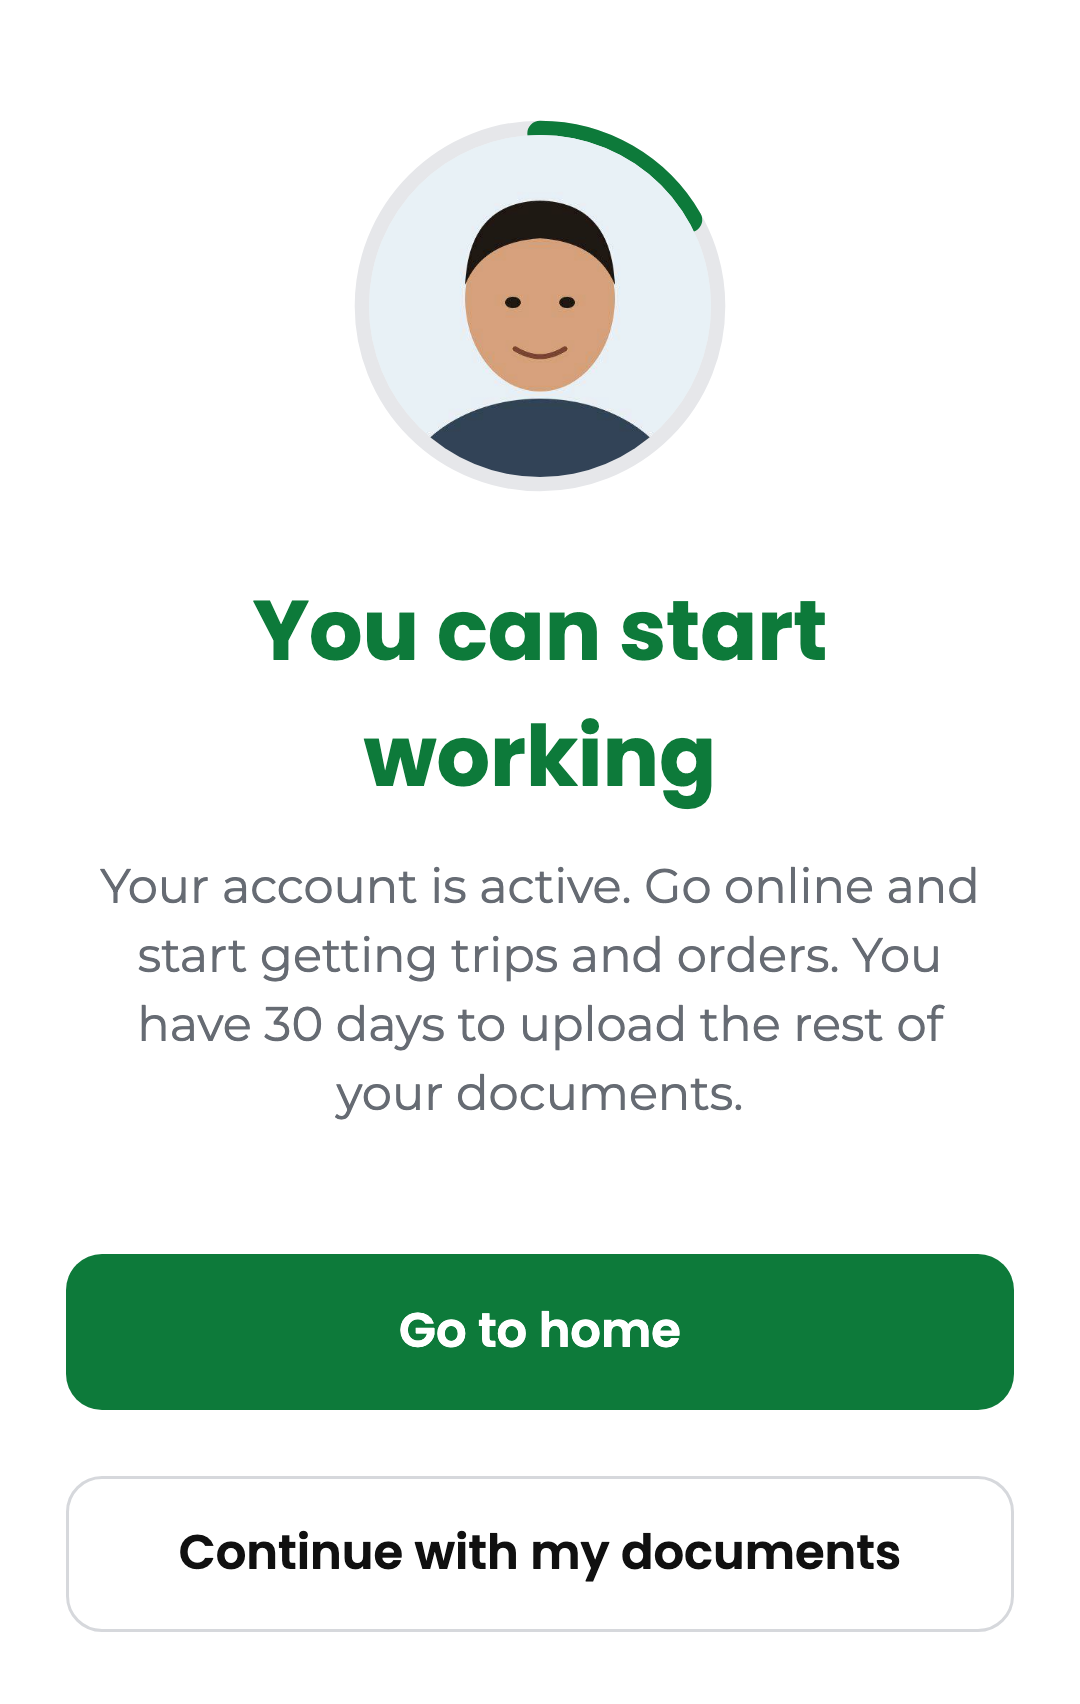 You can start
working
Your account is active. Go online and
start getting trips and orders. You
have 30 days to upload the rest of
your documents.
Go to home
Continue with my documents